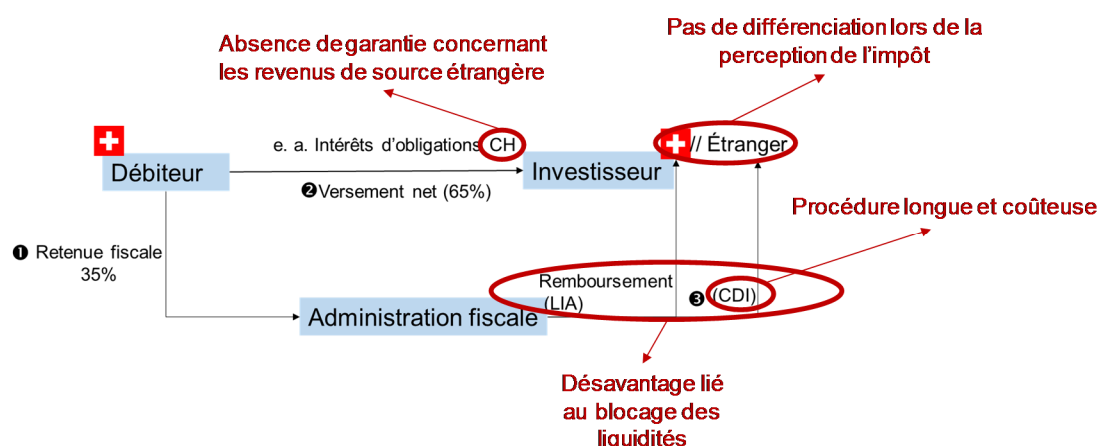 Absence de garantie concernant
les revenus de source étrangère
Pas de différenciation lors de la
perception de l'impôt
e. a. Intérêts d'obligations CH
// Étranger
Débiteur
Investisseur
❷Versement net (65%)
Procédure longue et coûteuse
❶ Retenue fiscale
35%
Remboursement
(LIA)
❸ (CDI)
Administration fiscale
Désavantage lié
au blocage des
liquidités